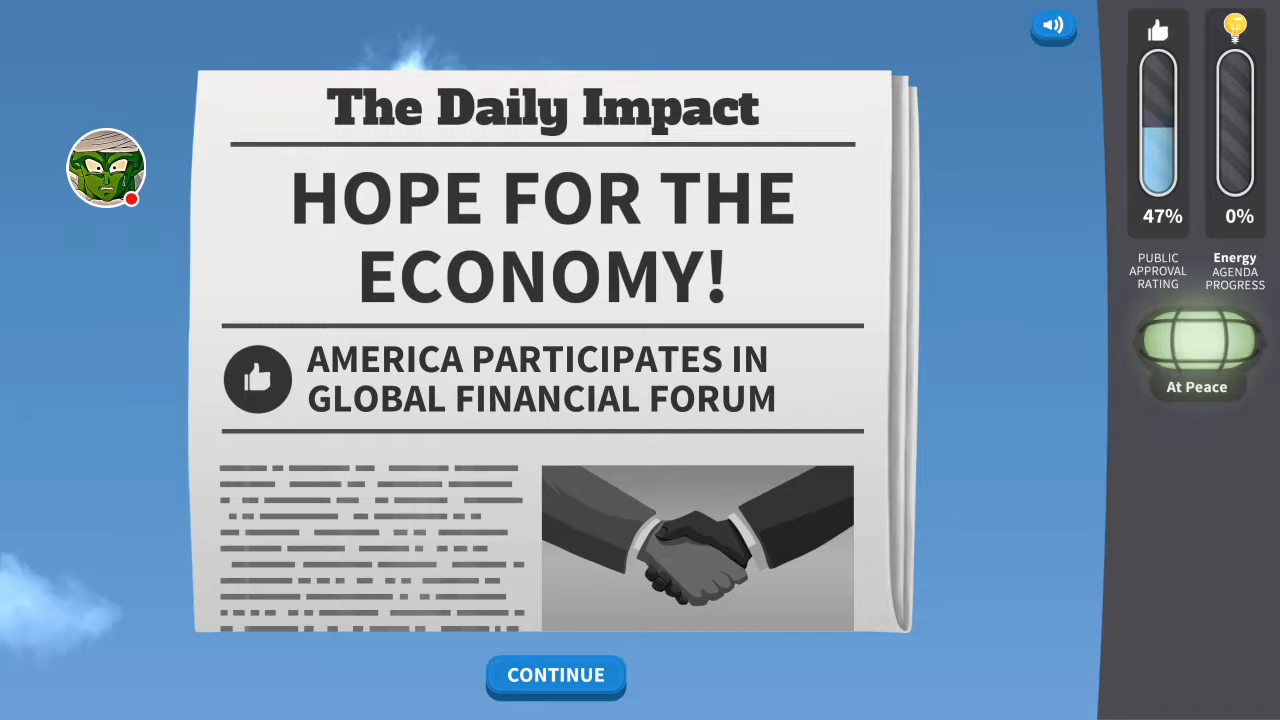 The Daily Impact
HOPE FOR THE
ECONOMY!
AMERICA PARTICIPATES IN
GLOBAL FINANCIAL FORUM
CONTINUE
47%
0%
PUBLIC
APPROVAL
RATING
Energy
AGENDA
PROGRESS
At Peace